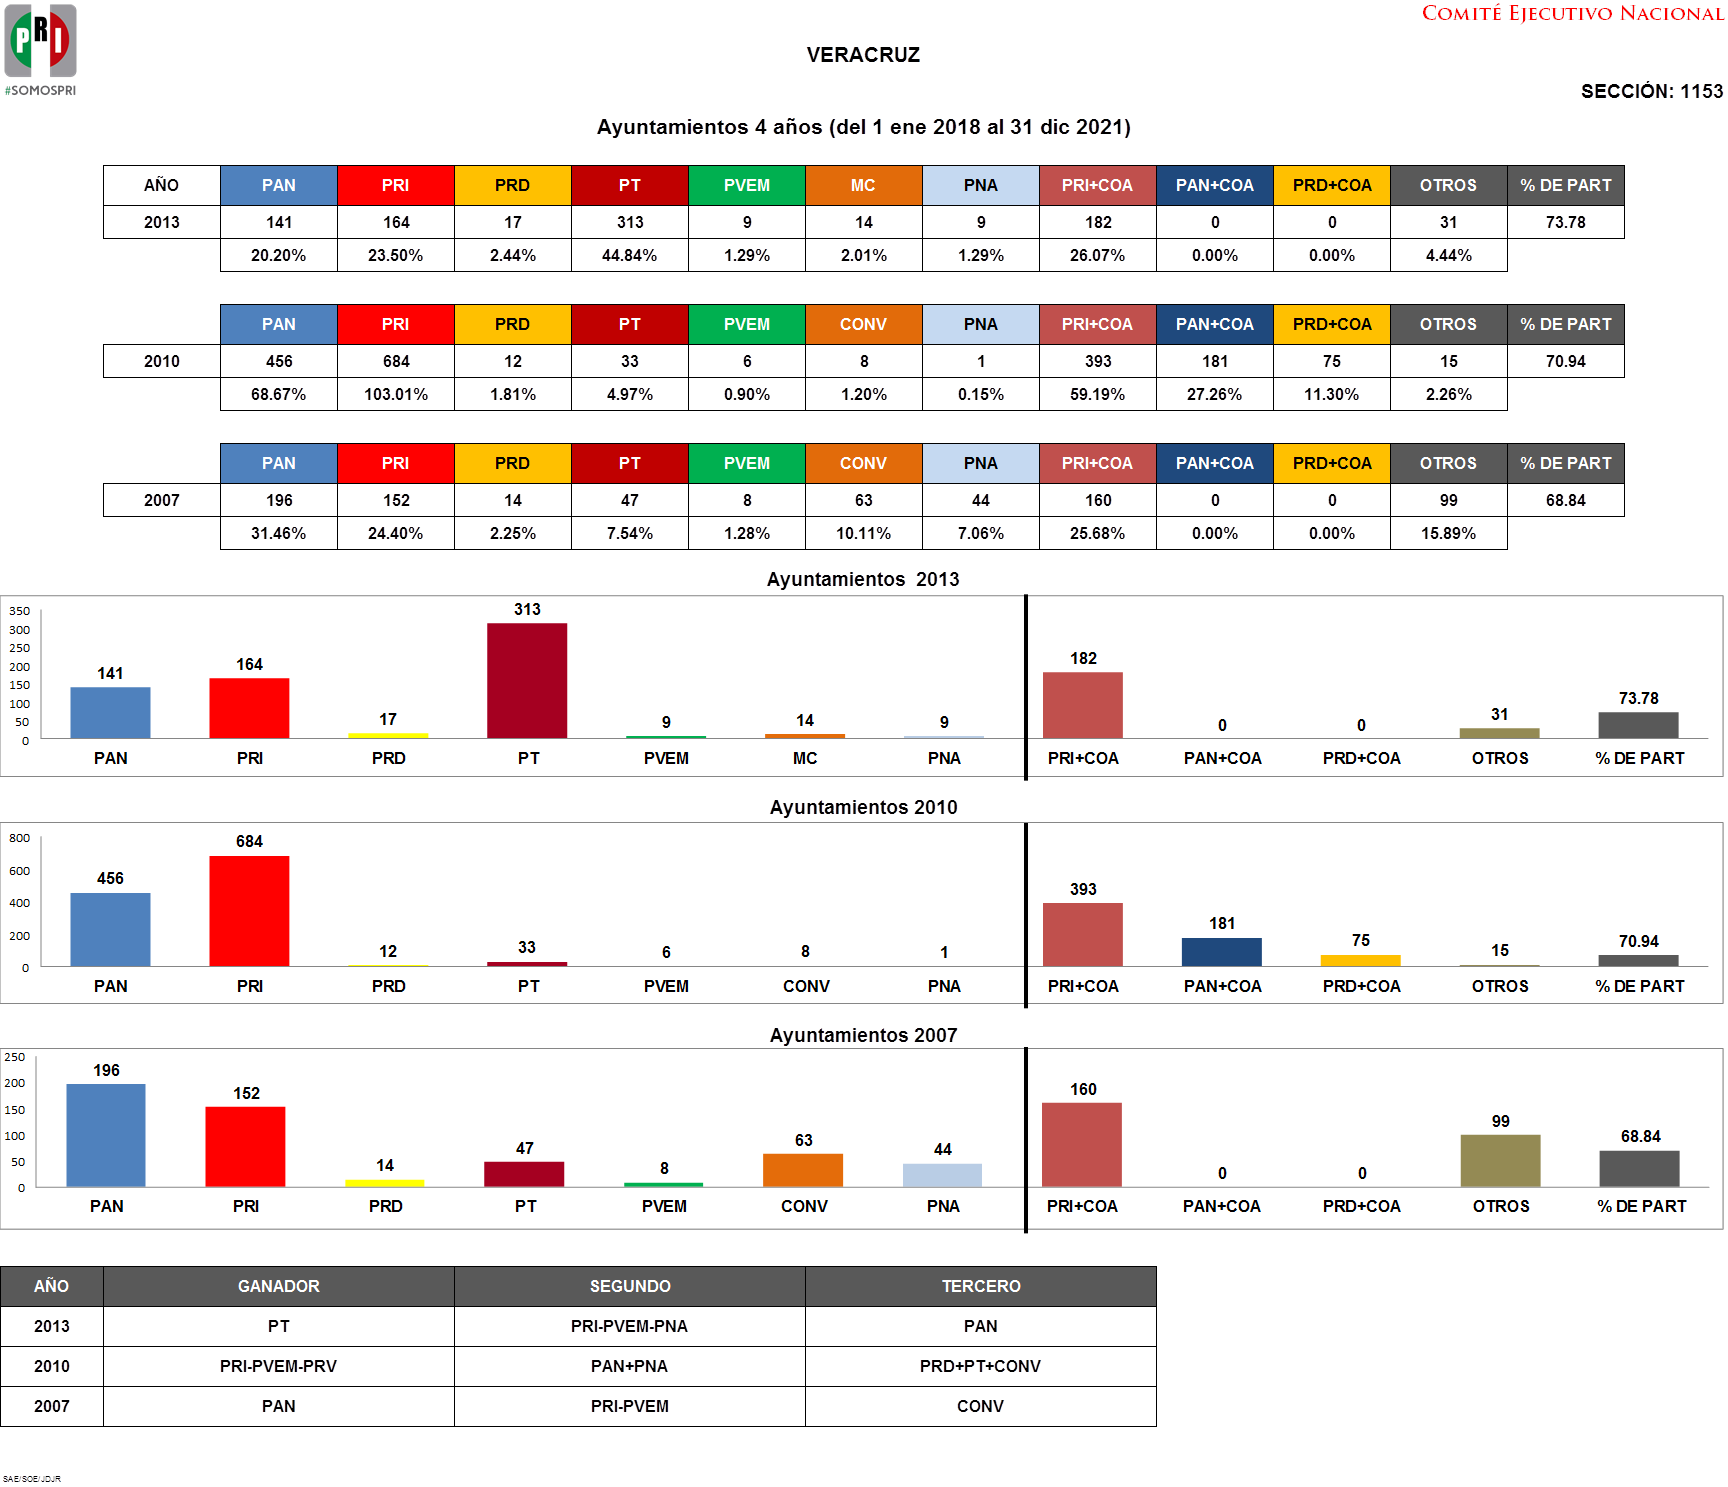 PRI
#SOMOSPRI
COMITÉ EJECUTIVO NACIONAL
VERACRUZ
SECCIÓN: 1153
Ayuntamientos 4 años (del 1 ene 2018 al 31 dic 2021)
AÑO PAN PRI PRD PT PVEM MC PNA PRI+COA PAN+COA PRD+COA OTROS % DE PART
2013 141 164 17 313 9 14 9 182 0 0 31 73.78
20.20% 23.50% 2.44% 44.84% 1.29% 2.01% 1.29% 26.07% 0.00% 0.00% 4.44%
PAN PRI PRD PT PVEM CONV PNA PRI+COA PAN+COA PRD+COA OTROS % DE PART
2010 456 684 12 33 6 8 1 393 181 75 15 70.94
68.67% 103.01% 1.81% 4.97% 0.90% 1.20% 0.15% 59.19% 27.26% 11.30% 2.26%
PAN PRI PRD PT PVEM CONV PNA PRI+COA PAN+COA PRD+COA OTROS % DE PART
2007 196 152 14 47 8 63 44 160 0 0 99 68.84
31.46% 24.40% 2.25% 7.54% 1.28% 10.11% 7.06% 25.68% 0.00% 0.00% 15.89%
Ayuntamientos 2013
350
300
250
200
150
100
50
0
141 164 17 313 9 14 9 182 0 0 31 73.78
PAN PRI PRD PT PVEM MC PNA PRI+COA PAN+COA PRD+COA OTROS % DE PART
Ayuntamientos 2010
800
600
400
200
0
456 684 12 33 6 8 1 393 181 75 15 70.94
PAN PRI PRD PT PVEM CONV PNA PRI+COA PAN+COA PRD+COA OTROS % DE PART
Ayuntamientos 2007
250
200
150
100
50
0
196 152 14 47 8 63 44 160 0 0 99 68.84
PAN PRI PRD PT PVEM CONV PNA PRI+COA PAN+COA PRD+COA OTROS % DE PART
AÑO GANADOR SEGUNDO TERCERO
2013 PT PRI-PVEM-PNA PAN
2010 PRI-PVEM-PRV PAN+PNA PRD+PT+CONV
2007 PAN PRI-PVEM CONV
SAE/SOE/JDJR